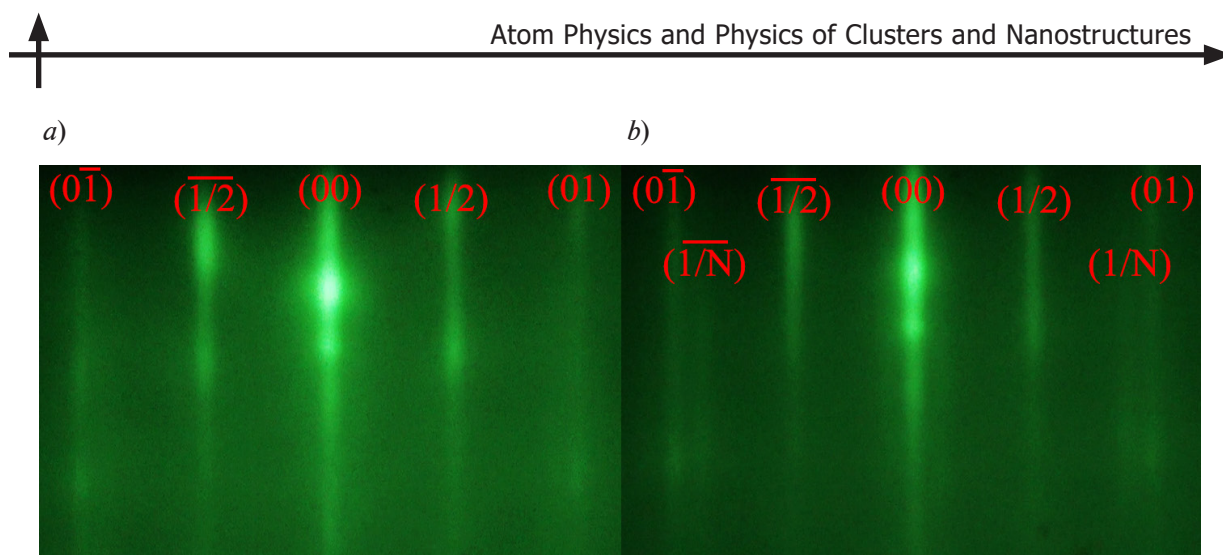 Atom Physics and Physics of Clusters and Nanostructures
a) b)
(01̅) (1̅/̅2̅) (00) (1/2) (01) (01̅) (1̅/̅2̅) (00) (1/2) (01)
(1̅/̅N̅) (1/N)